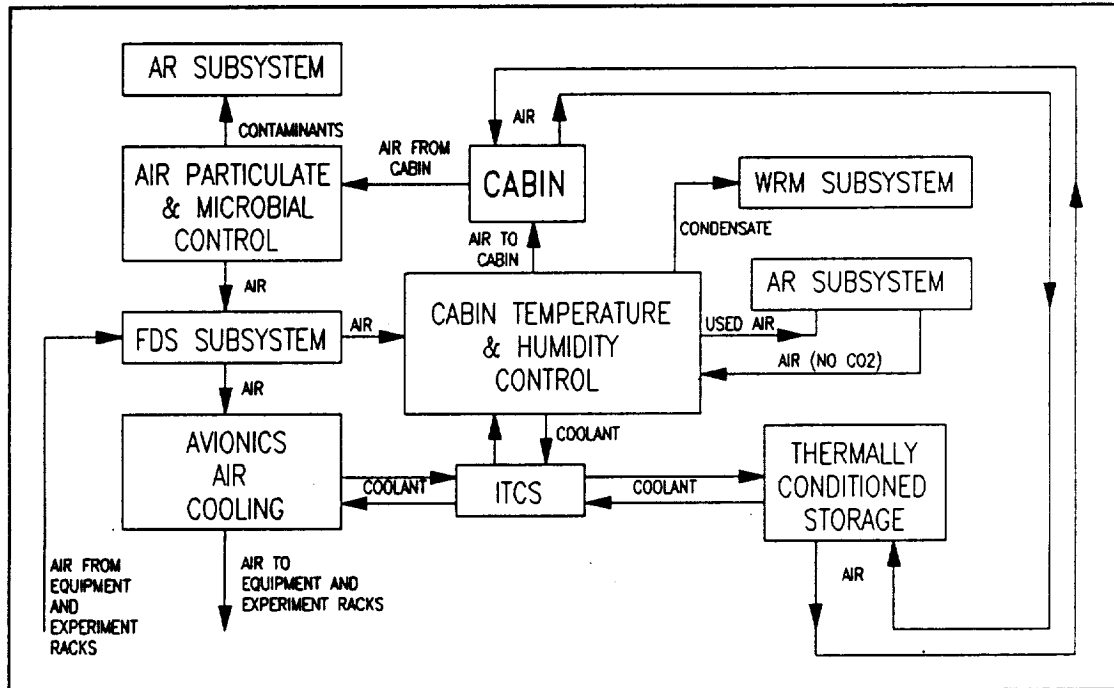 AR SUBSYSTEM
CONTAMINANTS
AIR PARTICULATE
& MICROBIAL
CONTROL
AIR FROM
CABIN
CABIN
AIR
WRM SUBSYSTEM
CONDENSATE
AIR TO
CABIN
AIR
FDS SUBSYSTEM
AIR
CABIN TEMPERATURE
& HUMIDITY
CONTROL
AR SUBSYSTEM
USED AIR
AIR (NO CO2)
AIR
AVIONICS
AIR
COOLING
COOLANT
COOLANT
ITCS
COOLANT
THERMALLY
CONDITIONED
STORAGE
AIR
AIR FROM
EQUIPMENT
AND
EXPERIMENT
RACKS
AIR TO
EQUIPMENT AND
EXPERIMENT RACKS